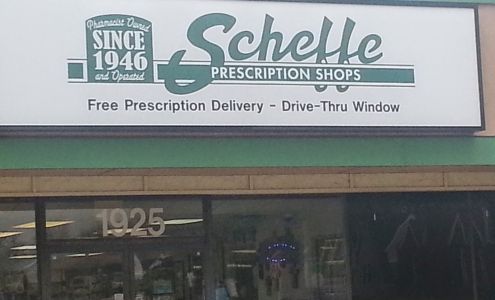 Pharmacist Owned
SINCE
1946
and Operated
Scheffe
PRESCRIPTION SHOPS
Free Prescription Delivery - Drive-Thru Window
1925